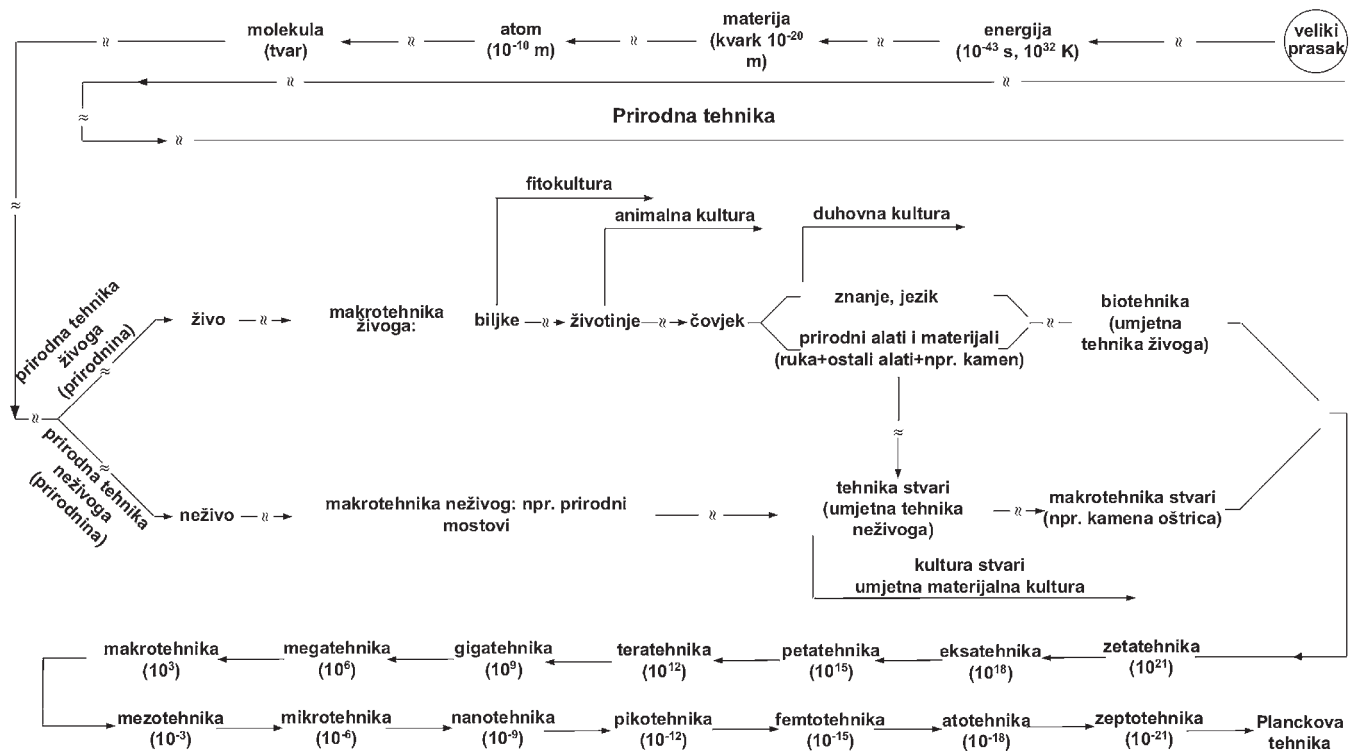 veliki
prasak
energija
(10⁻⁴³ s, 10³² K)
materija
(kvark 10⁻²⁰
m)
atom
(10⁻¹⁰ m)
molekula
(tvar)
Prirodna tehnika
fitokultura
animalna kultura
duhovna kultura
prirodna tehnika
živoga
(prirodnina)
živo
makrotehnika
živoga:
biljke
životinje
čovjek
znanje, jezik
prirodni alati i materijali
(ruka+ostali alati+npr. kamen)
biotehnika
(umjetna
tehnika živoga)
prirodna tehnika
neživoga
(prirodnina)
neživo
makrotehnika neživog: npr. prirodni
mostovi
tehnika stvari
(umjetna tehnika
neživoga)
makrotehnika stvari
(npr. kamena oštrica)
kultura stvari
umjetna materijalna kultura
makrotehnika
(10³)
megatehnika
(10⁶)
gigatehnika
(10⁹)
teratehnika
(10¹²)
petatehnika
(10¹⁵)
eksatehnika
(10¹⁸)
zetatehnika
(10²¹)
mezotehnika
(10⁻³)
mikrotehnika
(10⁻⁶)
nanotehnika
(10⁻⁹)
pikotehnika
(10⁻¹²)
femtotehnika
(10⁻¹⁵)
atotehnika
(10⁻¹⁸)
zeptotehnika
(10⁻²¹)
Planckova
tehnika